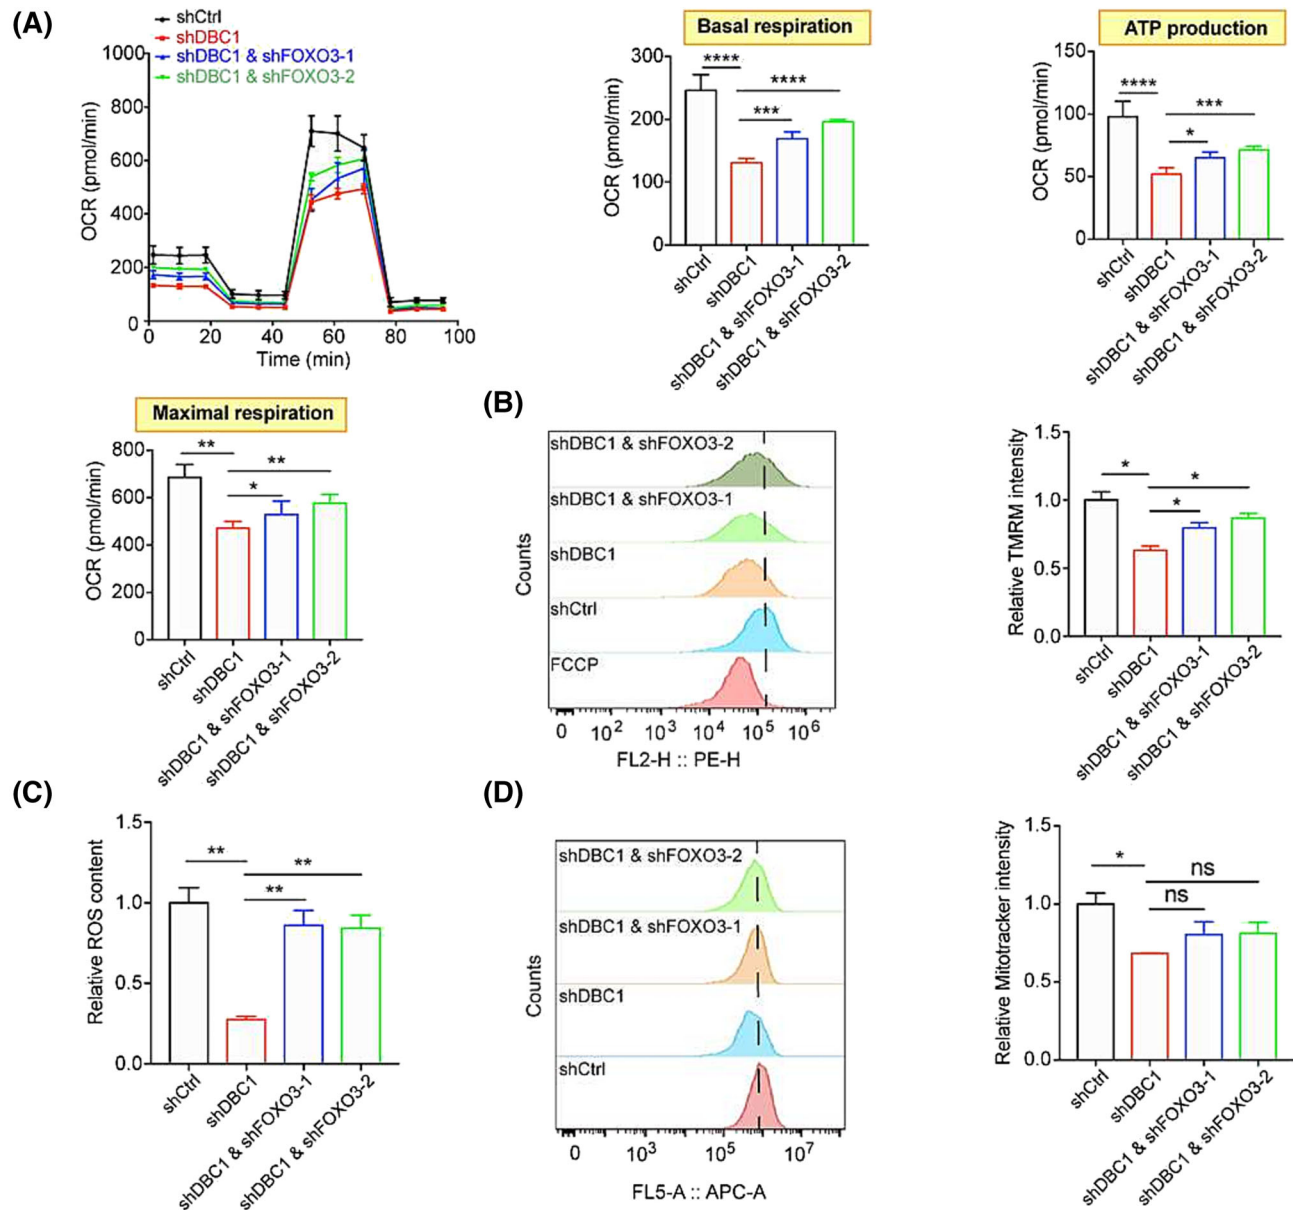 (A)
shCtrl
shDBC1
shDBC1 & shFOXO3-1
shDBC1 & shFOXO3-2
OCR (pmol/min)
1000
800
600
400
200
0
0 20 40 60 80 100
Time (min)
Basal respiration
OCR (pmol/min)
300
200
100
0
****
****
***
shCtrl
shDBC1
shDBC1 & shFOXO3-1
shDBC1 & shFOXO3-2
ATP production
OCR (pmol/min)
150
100
50
0
****
***
*
shCtrl
shDBC1
shDBC1 & shFOXO3-1
shDBC1 & shFOXO3-2
Maximal respiration
OCR (pmol/min)
800
600
400
200
0
**
**
*
shCtrl
shDBC1
shDBC1 & shFOXO3-1
shDBC1 & shFOXO3-2
(B)
Counts
shDBC1 & shFOXO3-2
shDBC1 & shFOXO3-1
shDBC1
shCtrl
FCCP
0 10² 10³ 10⁴ 10⁵ 10⁶
FL2-H :: PE-H
Relative TMRM intensity
1.5
1.0
0.5
0.0
*
*
*
shCtrl
shDBC1
shDBC1 & shFOXO3-1
shDBC1 & shFOXO3-2
(C)
Relative ROS content
1.5
1.0
0.5
0.0
**
**
**
shCtrl
shDBC1
shDBC1 & shFOXO3-1
shDBC1 & shFOXO3-2
(D)
Counts
shDBC1 & shFOXO3-2
shDBC1 & shFOXO3-1
shDBC1
shCtrl
0 10³ 10⁵ 10⁷
FL5-A :: APC-A
Relative Mitotracker intensity
1.5
1.0
0.5
0.0
*
ns
ns
shCtrl
shDBC1
shDBC1 & shFOXO3-1
shDBC1 & shFOXO3-2